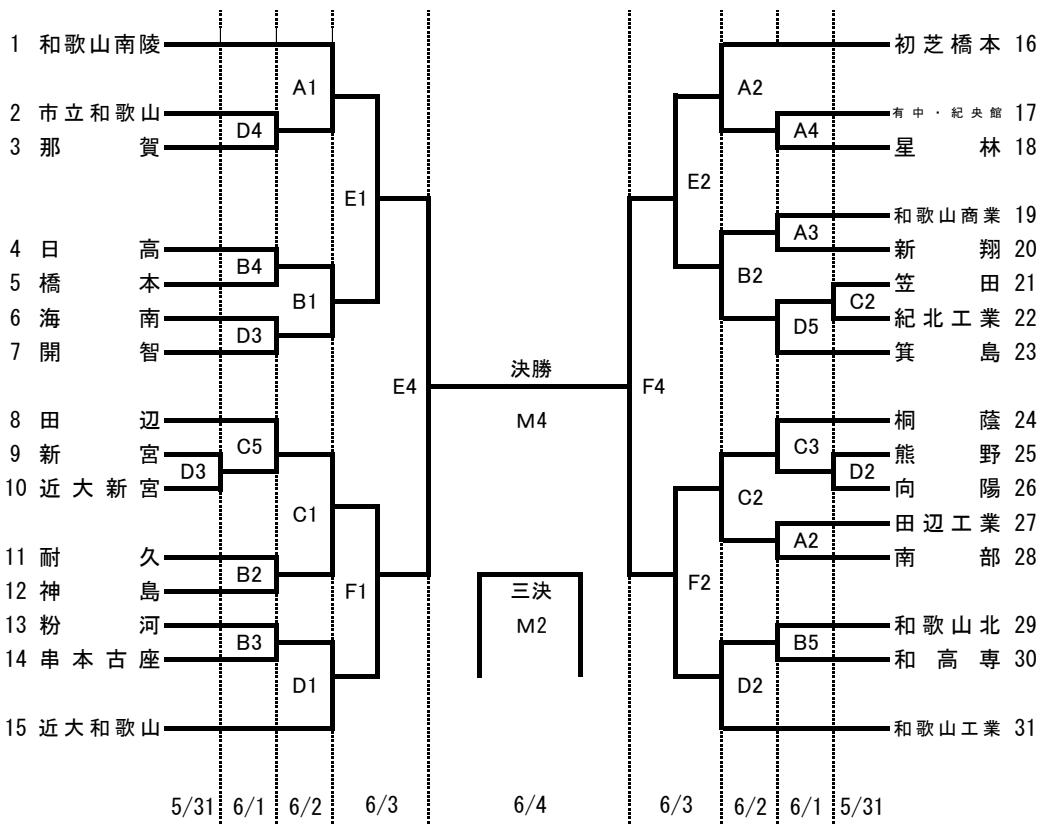 1 和歌山南陵
初芝橋本 16
A1
A2
2 市立和歌山
有中・紀央館 17
D4
A4
3 那賀
星林 18
E1
E2
和歌山商業 19
A3
4 日高
新翔 20
B4
B2
5 橋本
笠田 21
B1
C2
6 海南
紀北工業 22
D3
D5
7 開智
箕島 23
決勝
E4
F4
M4
8 田辺
桐蔭 24
C5
C3
9 新宮
熊野 25
D3
D2
10 近大新宮
向陽 26
C1
C2
田辺工業 27
A2
11 耐久
南部 28
B2
12 神島
F1
三決
F2
M2
13 粉河
和歌山北 29
B3
B5
14 串本古座
和高専 30
D1
D2
15 近大和歌山
和歌山工業 31
5/31 6/1 6/2 6/3 6/4 6/3 6/2 6/1 5/31